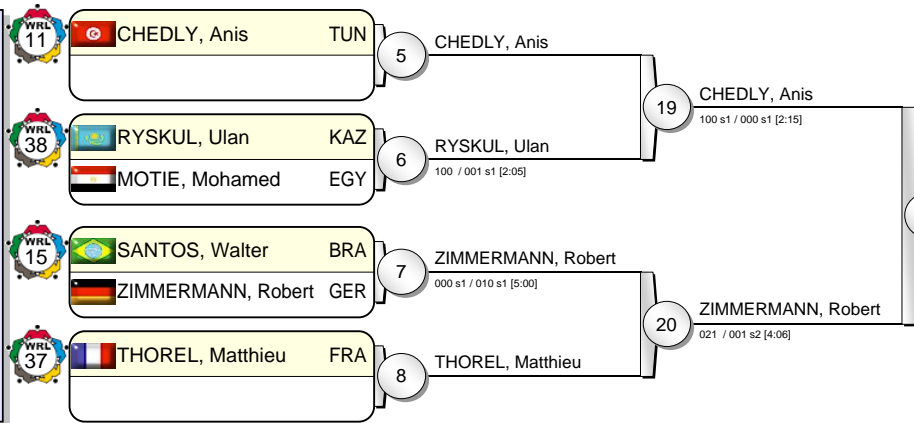 WRL
11
CHEDLY, Anis TUN
5
CHEDLY, Anis
19
CHEDLY, Anis
100 s1 / 000 s1 [2:15]
WRL
38
RYSKUL, Ulan KAZ
MOTIE, Mohamed EGY
6
RYSKUL, Ulan
100 / 001 s1 [2:05]
WRL
15
SANTOS, Walter BRA
ZIMMERMANN, Robert GER
7
ZIMMERMANN, Robert
000 s1 / 010 s1 [5:00]
20
ZIMMERMANN, Robert
021 / 001 s2 [4:06]
WRL
37
THOREL, Matthieu FRA
8
THOREL, Matthieu